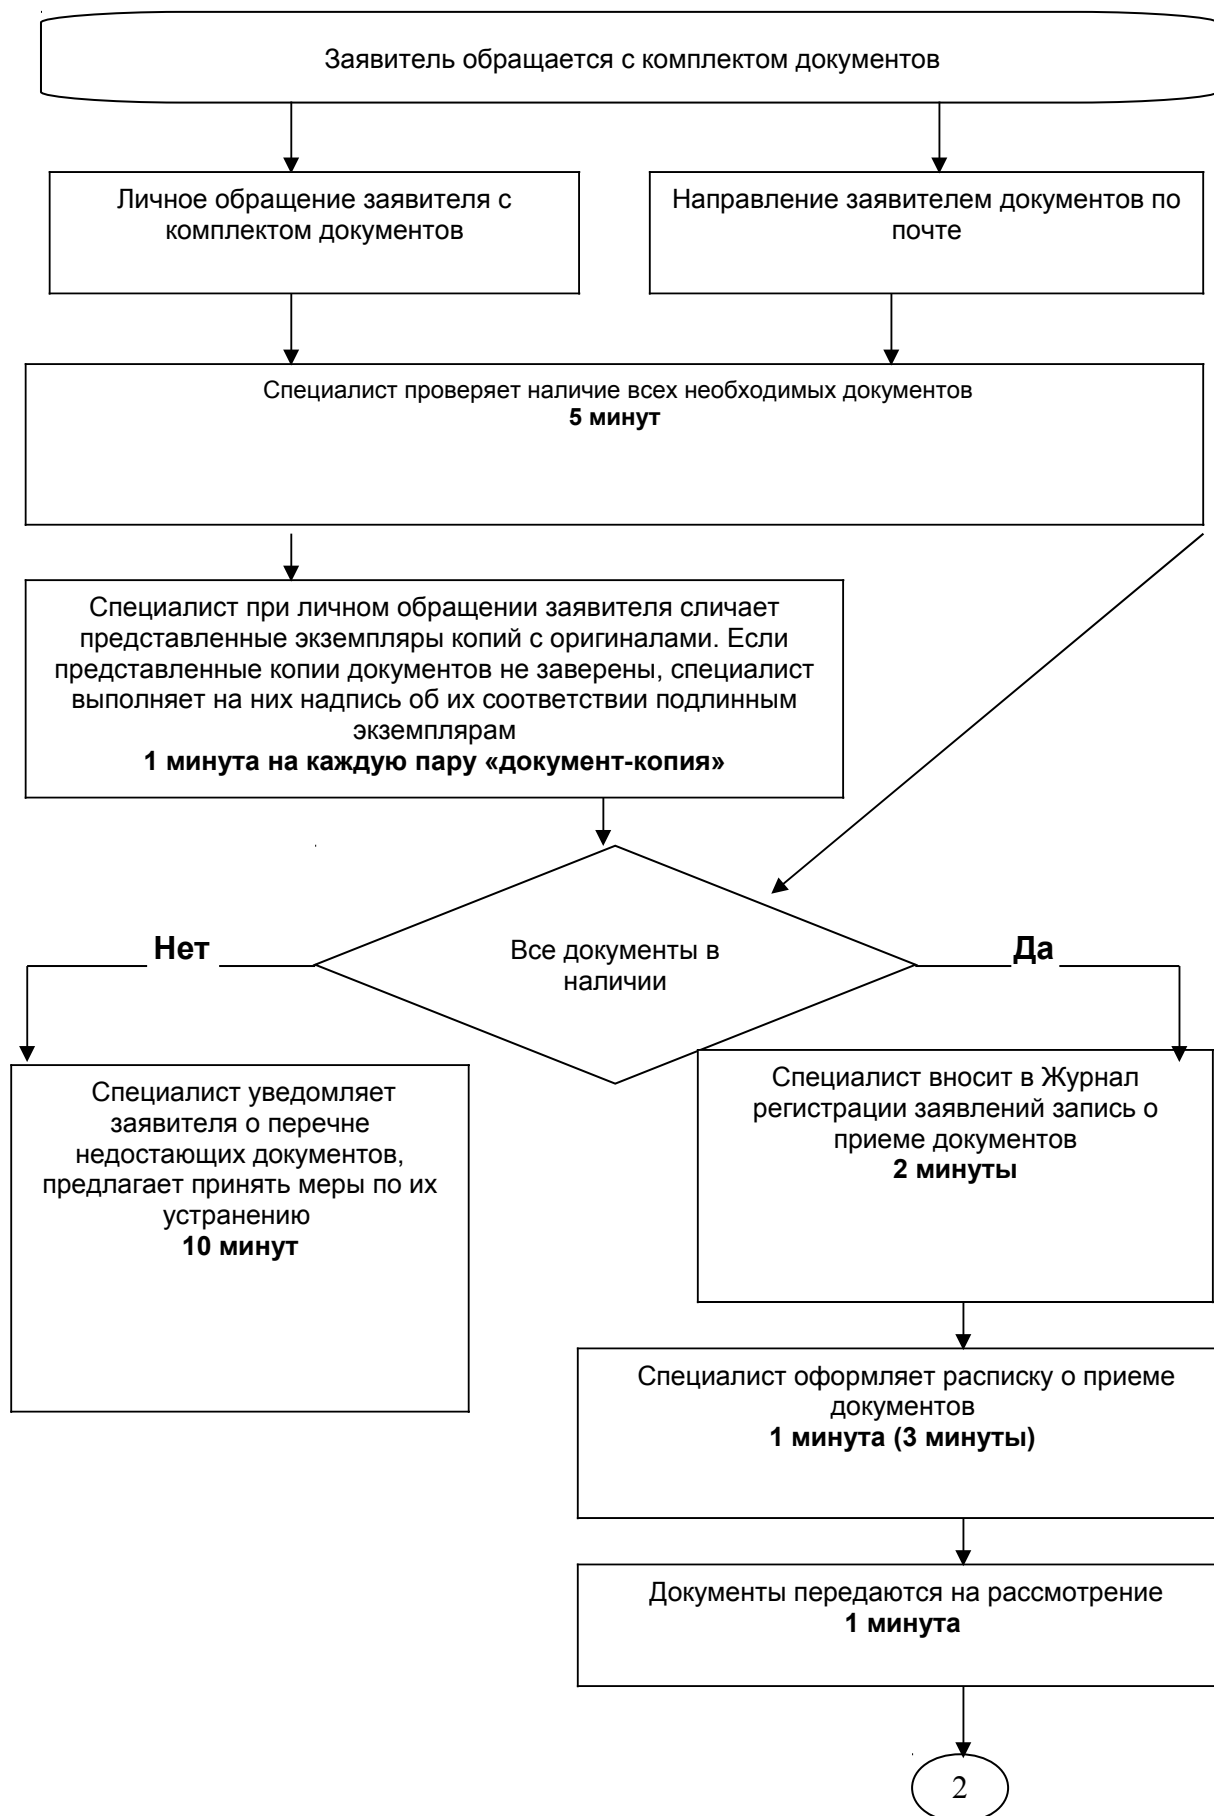 Заявитель обращается с комплектом документов
Личное обращение заявителя с
комплектом документов
Направление заявителем документов по
почте
Специалист проверяет наличие всех необходимых документов
5 минут
Специалист при личном обращении заявителя сличает
представленные экземпляры копий с оригиналами. Если
представленные копии документов не заверены, специалист
выполняет на них надпись об их соответствии подлинным
экземплярам
1 минута на каждую пару «документ-копия»
Нет
Все документы в
наличии
Да
Специалист уведомляет
заявителя о перечне
недостающих документов,
предлагает принять меры по их
устранению
10 минут
Специалист вносит в Журнал
регистрации заявлений запись о
приеме документов
2 минуты
Специалист оформляет расписку о приеме
документов
1 минута (3 минуты)
Документы передаются на рассмотрение
1 минута
2